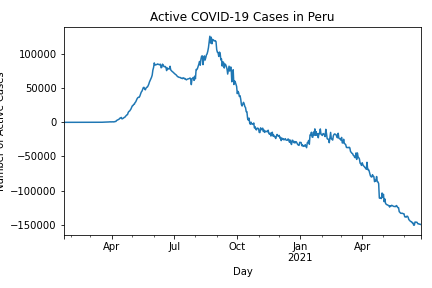 Active COVID-19 Cases in Peru
100000
50000
0
−50000
−100000
−150000
Number of Active Cases
Apr
Jul
Oct
Jan
2021
Apr
Day